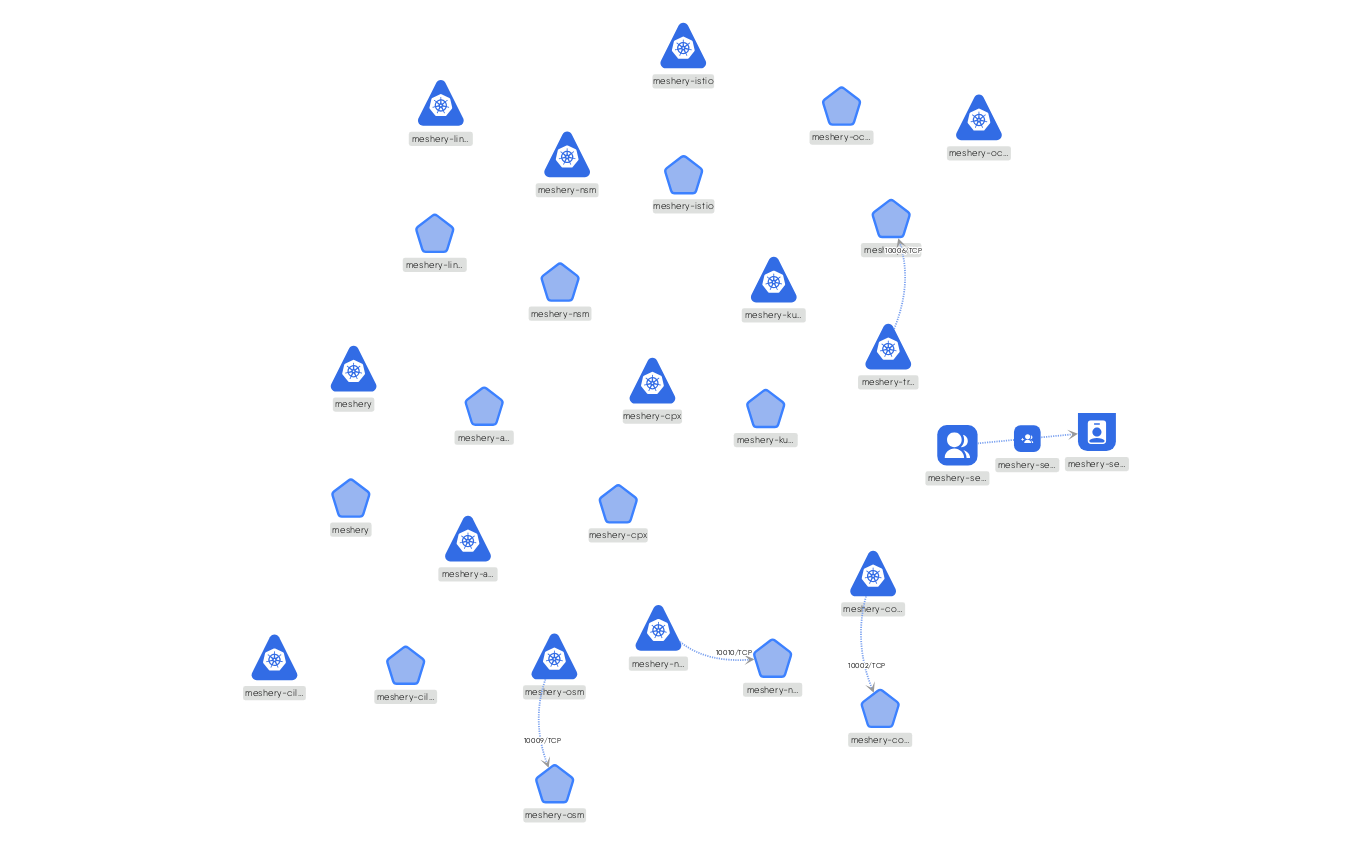 meshery-istio
meshery-lin...
meshery-oc...
meshery-oc...
meshery-nsm
meshery-istio
10006/TCP
meshery-lin...
meshery-nsm
meshery-ku...
meshery-fr...
meshery
meshery-cpx
meshery-a...
meshery-ku...
meshery-se...
meshery-se...
meshery-se...
meshery
meshery-cpx
meshery-a...
meshery-co...
meshery-n...
10010/TCP
10002/TCP
meshery-cil...
meshery-cil...
meshery-osm
meshery-n...
10009/TCP
meshery-co...
meshery-osm